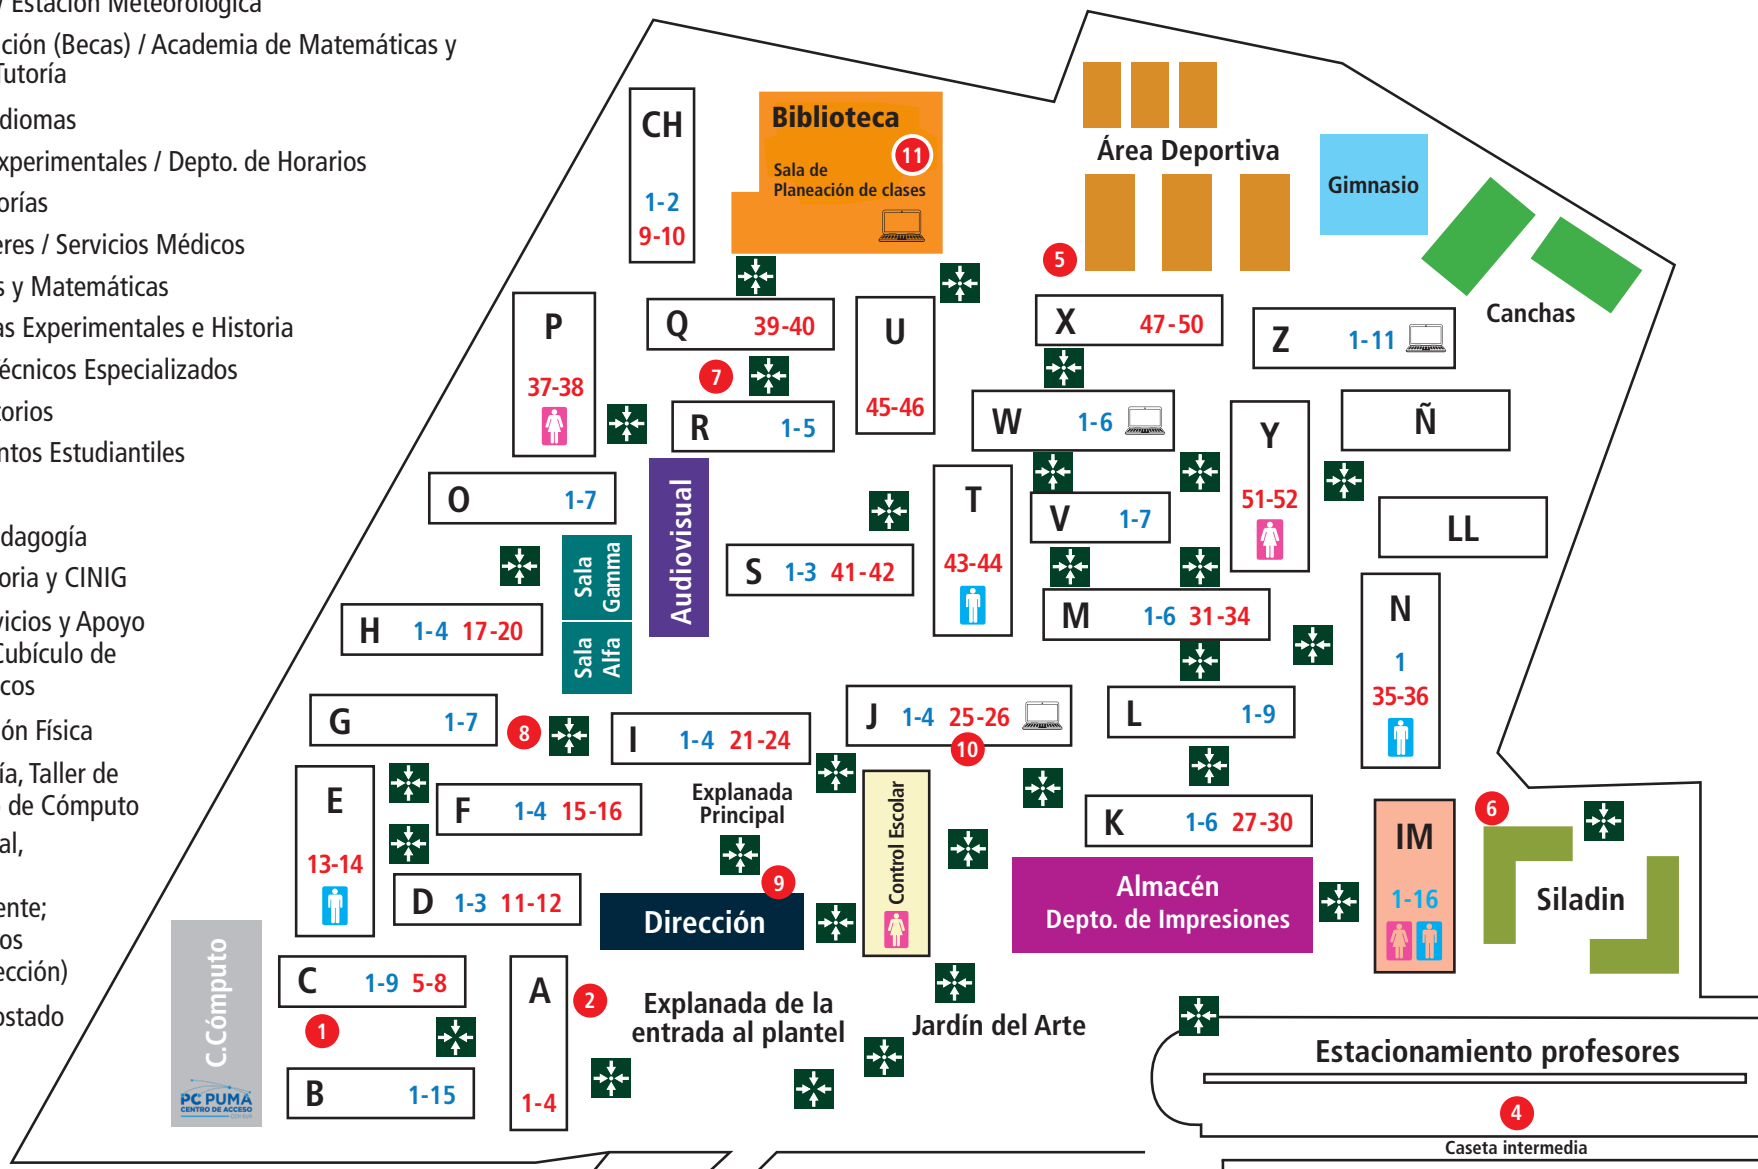 / Estación Meteorológica
ción (Becas) / Academia de Matemáticas y
Tutoría
diomas
xperimentales / Depto. de Horarios
orías
eres / Servicios Médicos
s y Matemáticas
as Experimentales e Historia
Técnicos Especializados
torios
ntos Estudiantiles
dagogía
oria y CINIG
vicios y Apoyo
Cubículo de
icos
ón Física
ía, Taller de
o de Cómputo
al,
ente;
os
ección)
ostado
CH
1-2
9-10
Biblioteca
11
Sala de
Planeación de clases
Área Deportiva
Gimnasio
Canchas
5
P
37-38
Q 39-40
7
R 1-5
U
45-46
X 47-50
Z 1-11
W 1-6
Y
51-52
Ñ
LL
O 1-7
Audiovisual
Sala
Gamma
Sala
Alfa
S 1-3 41-42
T
43-44
V 1-7
M 1-6 31-34
N
1
35-36
H 1-4 17-20
G 1-7
8
I 1-4 21-24
J 1-4 25-26
10
L 1-9
E
13-14
F 1-4 15-16
Explanada
Principal
9
Control Escolar
K 1-6 27-30
IM
1-16
6
Siladin
D 1-3 11-12
Dirección
Almacén
Depto. de Impresiones
C.Cómputo
PC PUMA
CENTRO DE ACCESO
C 1-9 5-8
1
B 1-15
A
1-4
2
Explanada de la
entrada al plantel
Jardín del Arte
Estacionamiento profesores
4
Caseta intermedia